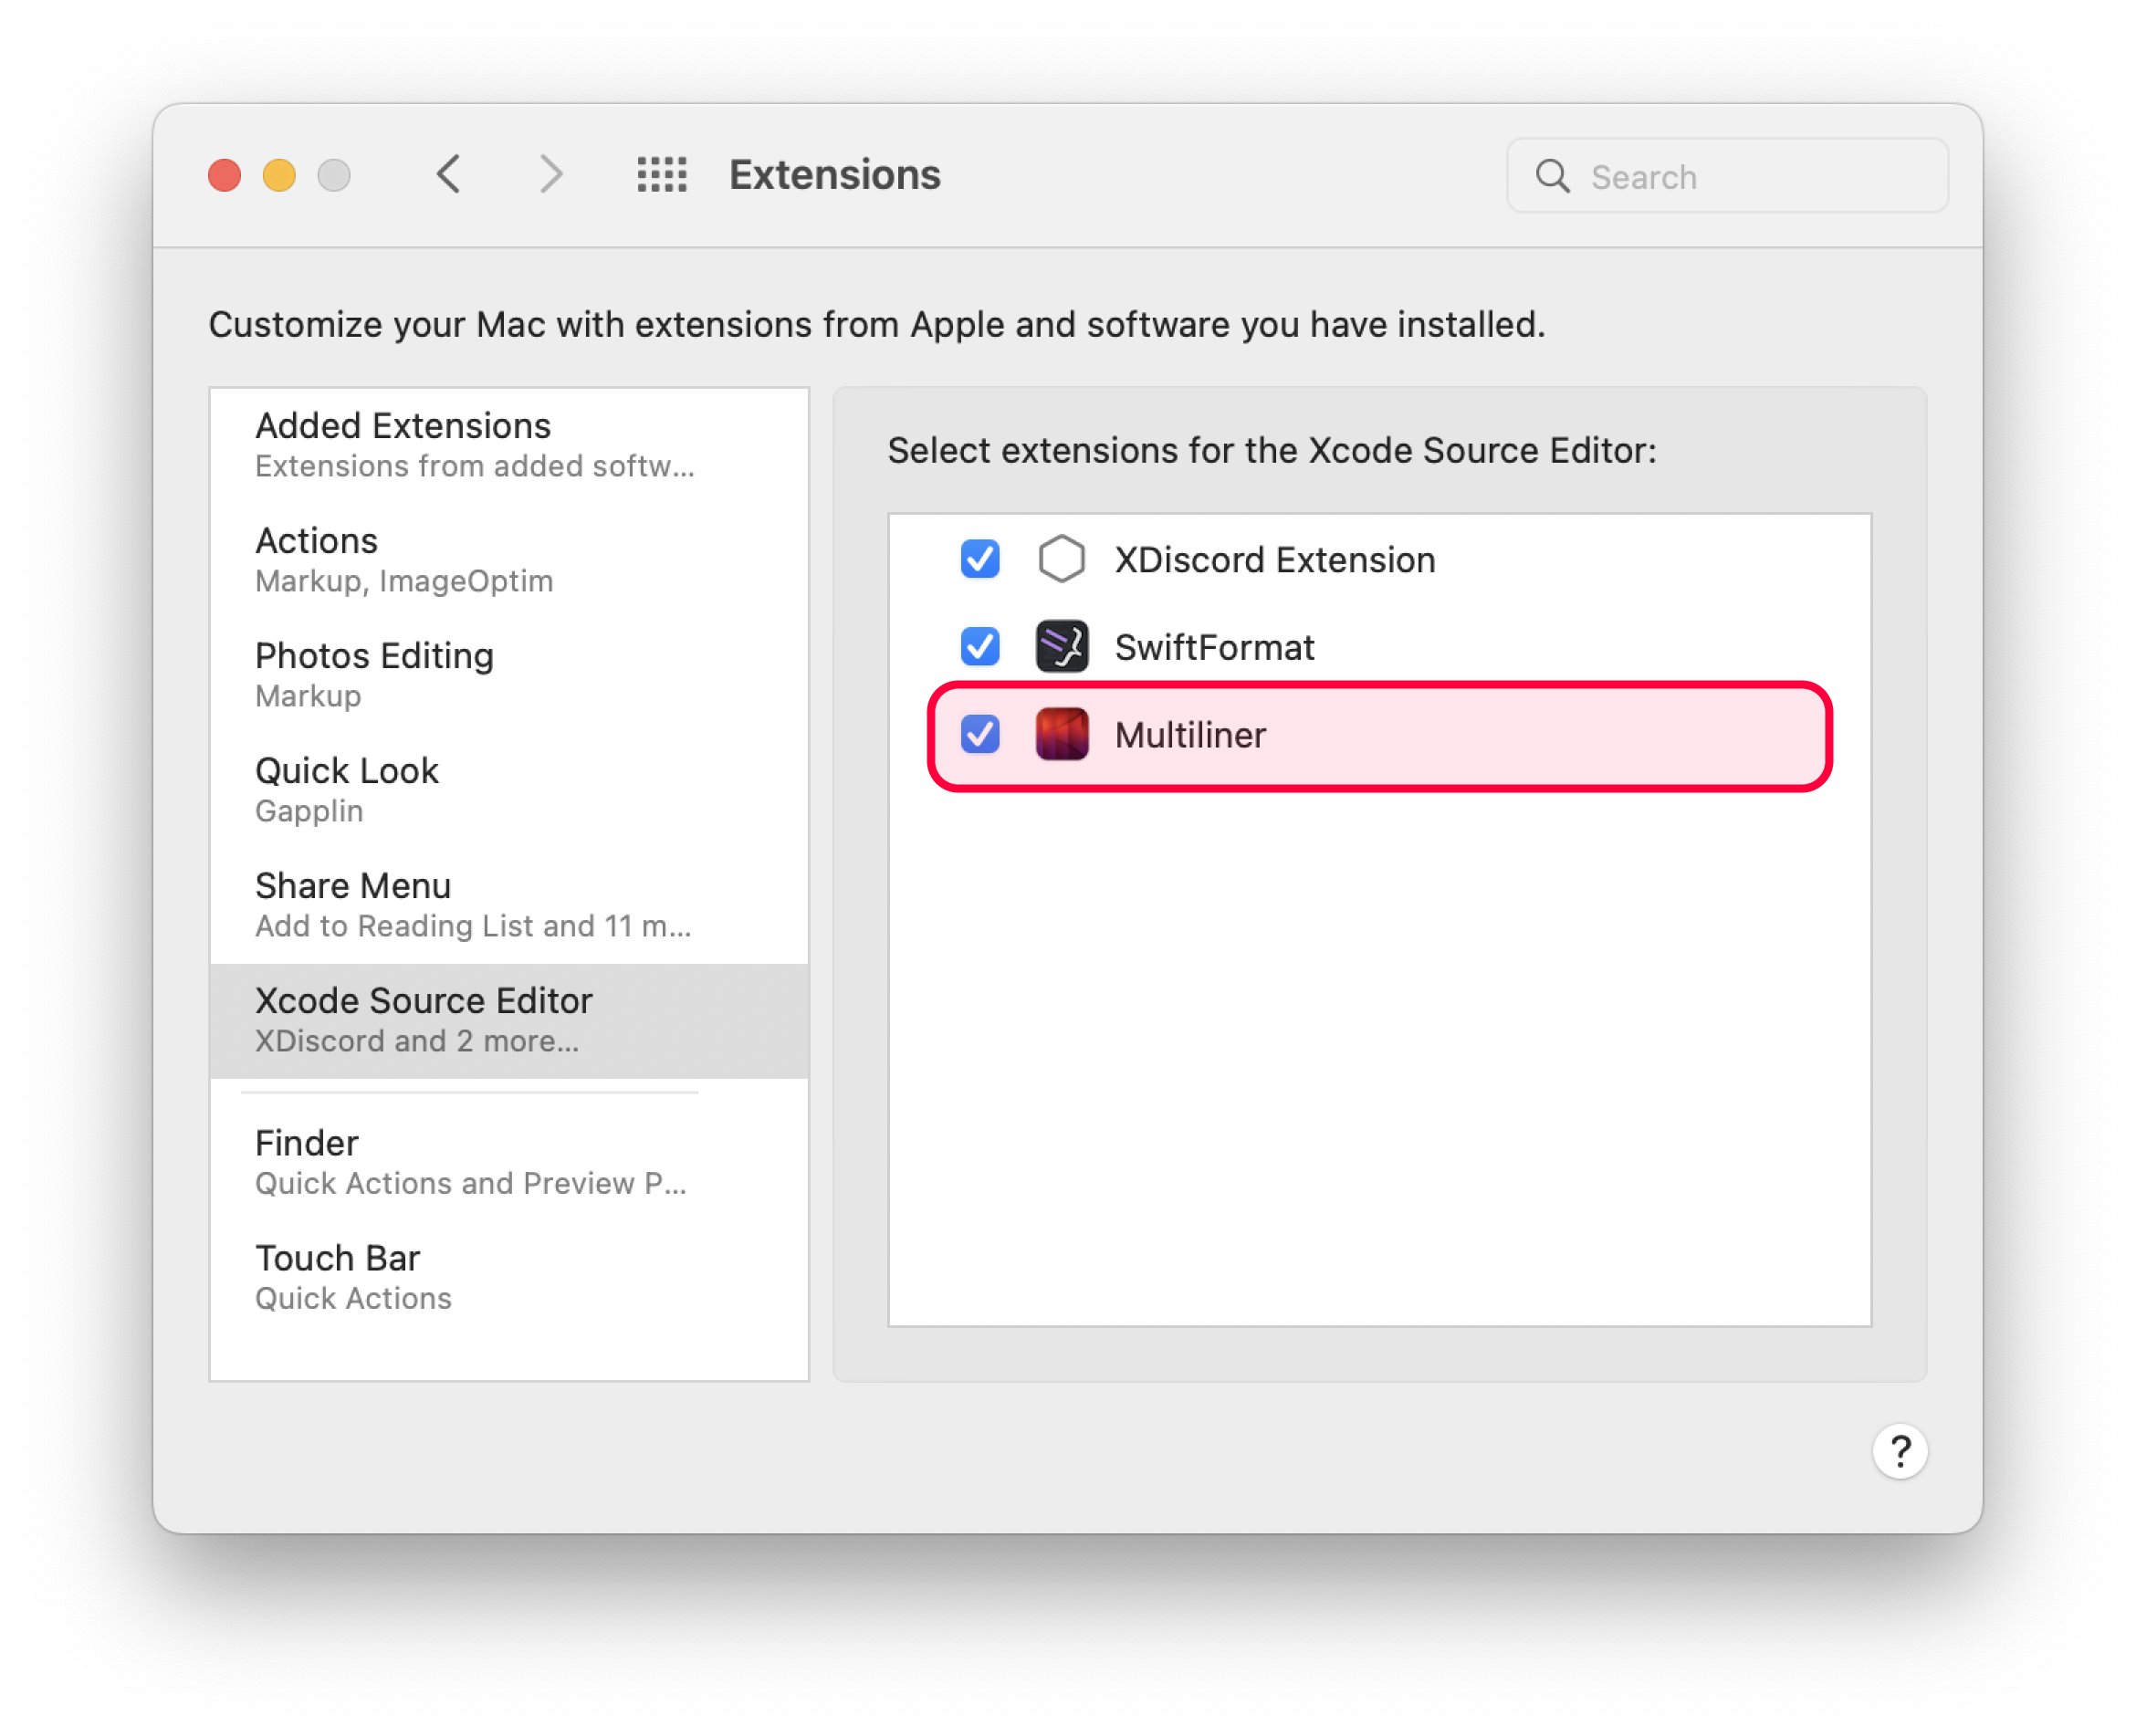 Extensions
Search
Customize your Mac with extensions from Apple and software you have installed.
Added Extensions
Extensions from added softw...
Actions
Markup, ImageOptim
Photos Editing
Markup
Quick Look
Gapplin
Share Menu
Add to Reading List and 11 m...
Xcode Source Editor
XDiscord and 2 more...
Finder
Quick Actions and Preview P...
Touch Bar
Quick Actions
Select extensions for the Xcode Source Editor:
XDiscord Extension
SwiftFormat
Multiliner
?